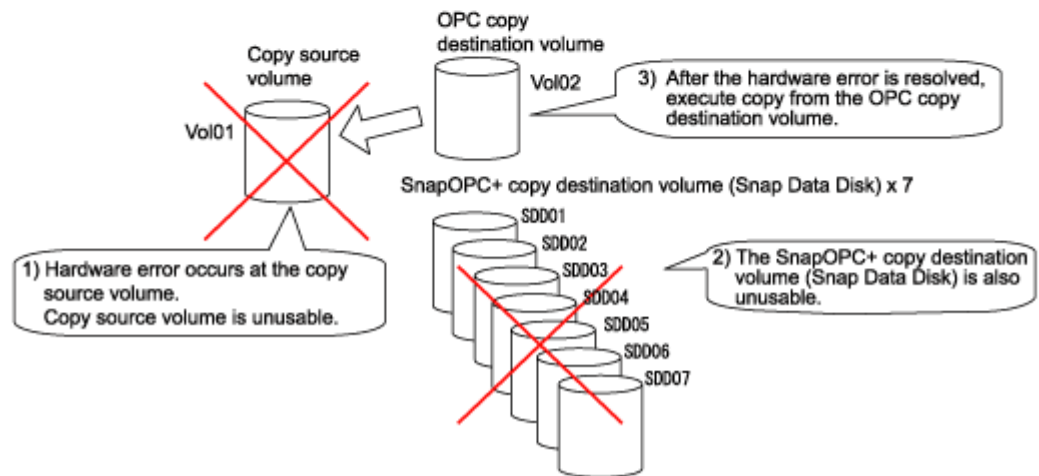 OPC copy
destination volume
Copy source
volume
Vol02
Vol01
3) After the hardware error is resolved,
execute copy from the OPC copy
destination volume.
SnapOPC+ copy destination volume (Snap Data Disk) x 7
SDD01
SDD02
SDD03
SDD04
SDD05
SDD06
SDD07
1) Hardware error occurs at the copy
source volume.
Copy source volume is unusable.
2) The SnapOPC+ copy destination
volume (Snap Data Disk) is also
unusable.